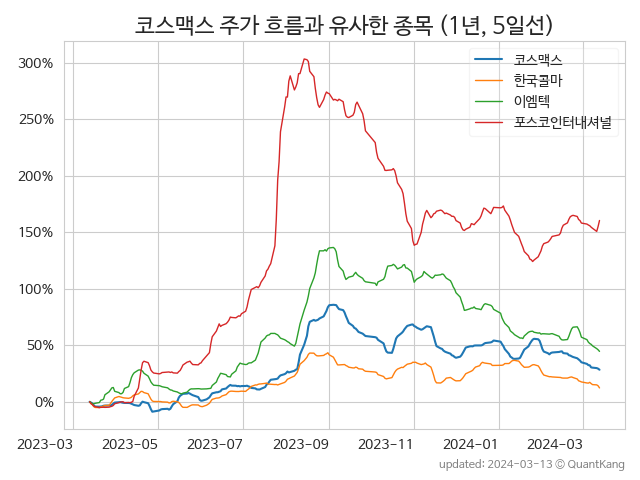 코스맥스 주가 흐름과 유사한 종목 (1년, 5일선)
코스맥스
한국콜마
이엠텍
포스코인터내셔널
300%
250%
200%
150%
100%
50%
0%
2023-03
2023-05
2023-07
2023-09
2023-11
2024-01
2024-03
updated: 2024-03-13 © QuantKang